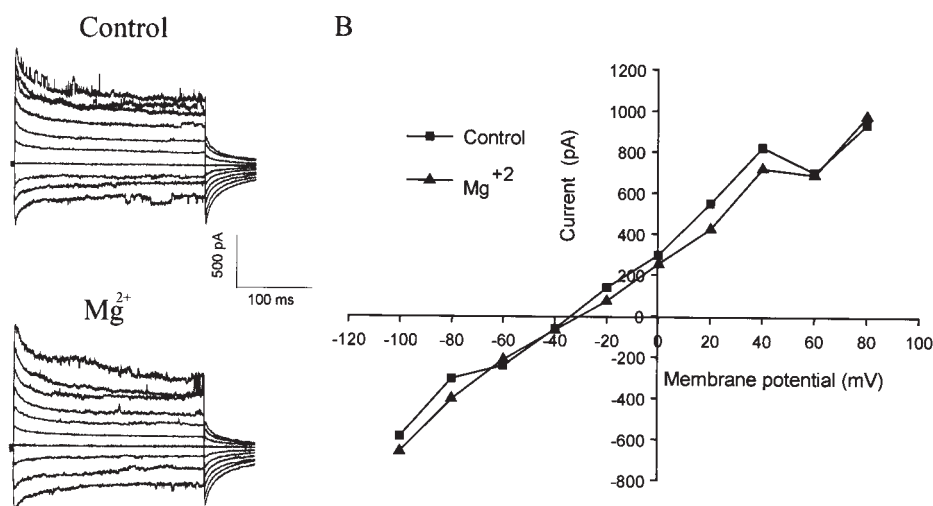 Control
500 pA
100 ms
Mg2+
B
Control
Mg+2
Current (pA)
1200
1000
800
600
400
200
0
-200
-400
-600
-800
-120 -100 -80 -60 -40 -20 0 20 40 60 80 100
Membrane potential (mV)